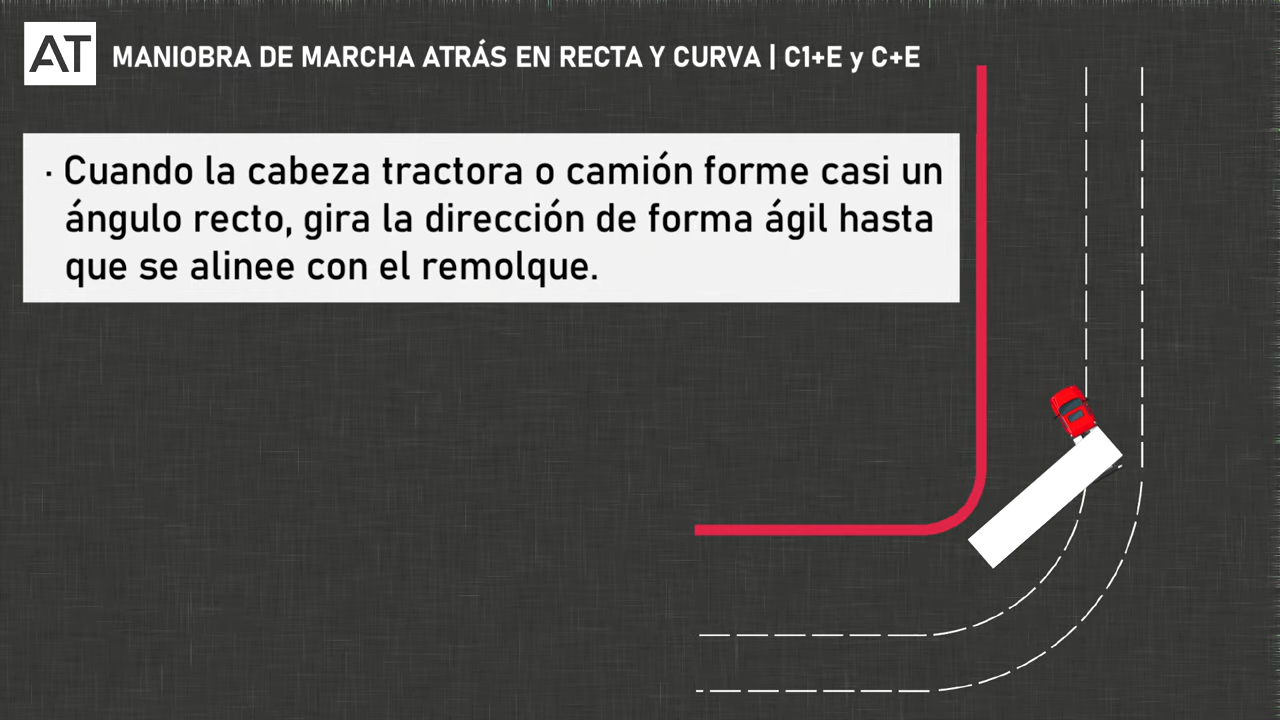 AT
MANIOBRA DE MARCHA ATRÁS EN RECTA Y CURVA | C1+E y C+E
· Cuando la cabeza tractora o camión forme casi un
ángulo recto, gira la dirección de forma ágil hasta
que se alinee con el remolque.